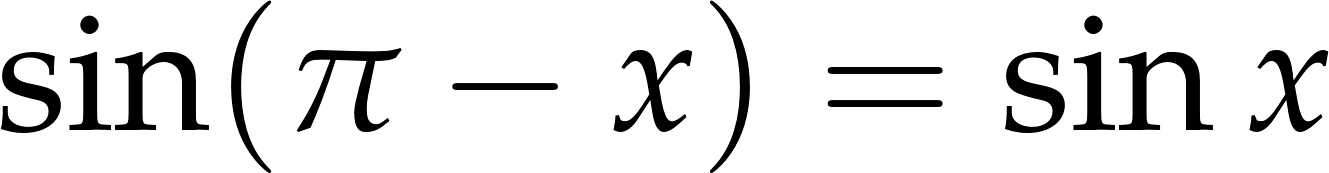 sin(π − x) = sin x